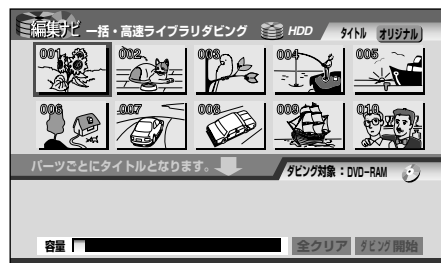 編集ナビ 一括・高速ライブラリダビング HDD タイトル オリジナル
001 002 003 004 005
006 007 008 009 010
パーツごとにタイトルとなります。 ダビング対象：DVD-RAM
容量 全クリア ダビング開始